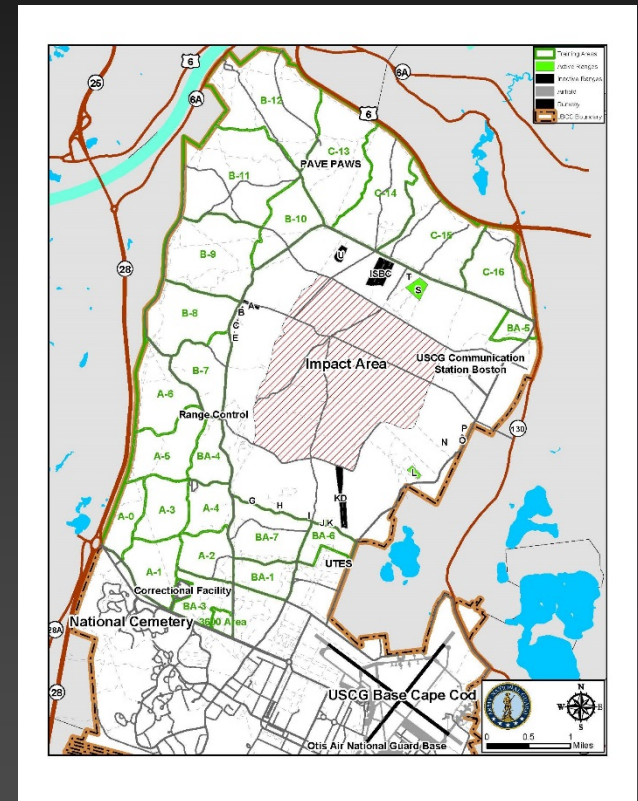 6
25
6A
6A
6
Training Areas
Active Ranges
Inactive Ranges
Airfield
Runway
B-12
C-13
PAVE PAWS
B-11
C-14
B-10
C-15
B-9
U
ISBC
T
S
C-16
28
B-8
A
B
C
E
BA-5
Impact Area
USCG Communication
Station Boston
B-7
A-6
Range Control
P
O
N
130
A-5
BA-4
L
D
KD
A-0
A-3
A-4
G
H
I
J,K
BA-7
BA-6
A-2
UTES
A-1
BA-1
Correctional Facility
BA-3
National Cemetery
3600 Area
28A
28
USCG Base Cape Cod
Otis Air National Guard Base
N
W
E
S
0 0.5 1
Miles